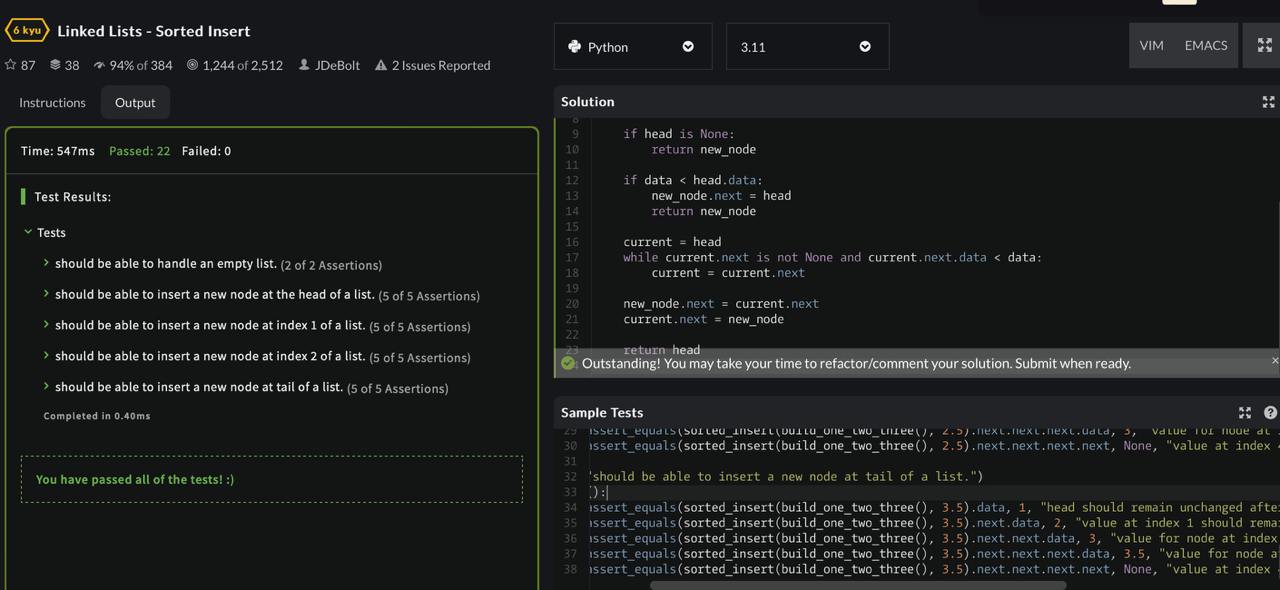 6 kyu Linked Lists - Sorted Insert
87 38 94% of 384 1,244 of 2,512 JDeBolt 2 Issues Reported
Instructions Output
Time: 547ms Passed: 22 Failed: 0
Test Results:
Tests
should be able to handle an empty list. (2 of 2 Assertions)
should be able to insert a new node at the head of a list. (5 of 5 Assertions)
should be able to insert a new node at index 1 of a list. (5 of 5 Assertions)
should be able to insert a new node at index 2 of a list. (5 of 5 Assertions)
should be able to insert a new node at tail of a list. (5 of 5 Assertions)
Completed in 0.40ms
You have passed all of the tests! :)
Python 3.11 VIM EMACS
Solution
8
9 if head is None:
10 return new_node
11
12 if data < head.data:
13 new_node.next = head
14 return new_node
15
16 current = head
17 while current.next is not None and current.next.data < data:
18 current = current.next
19
20 new_node.next = current.next
21 current.next = new_node
22
23 return head
Outstanding! You may take your time to refactor/comment your solution. Submit when ready.
Sample Tests
29 assert_equals(sorted_insert(build_one_two_three(), 2.5).next.next.next.data, 3, "value for node at
30 assert_equals(sorted_insert(build_one_two_three(), 2.5).next.next.next.next, None, "value at index
31
32 "should be able to insert a new node at tail of a list.")
33 ():
34 assert_equals(sorted_insert(build_one_two_three(), 3.5).data, 1, "head should remain unchanged afte
35 assert_equals(sorted_insert(build_one_two_three(), 3.5).next.data, 2, "value at index 1 should rema
36 assert_equals(sorted_insert(build_one_two_three(), 3.5).next.next.data, 3, "value for node at index
37 assert_equals(sorted_insert(build_one_two_three(), 3.5).next.next.next.data, 3.5, "value for node a
38 assert_equals(sorted_insert(build_one_two_three(), 3.5).next.next.next.next, None, "value at index